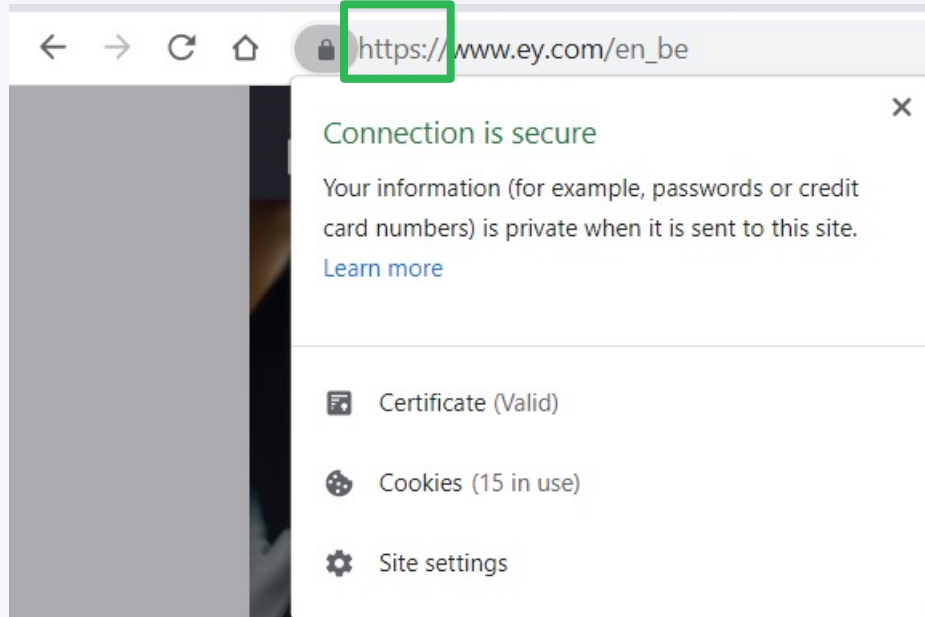 https://www.ey.com/en_be
Connection is secure
Your information (for example, passwords or credit
card numbers) is private when it is sent to this site.
Learn more
Certificate (Valid)
Cookies (15 in use)
Site settings